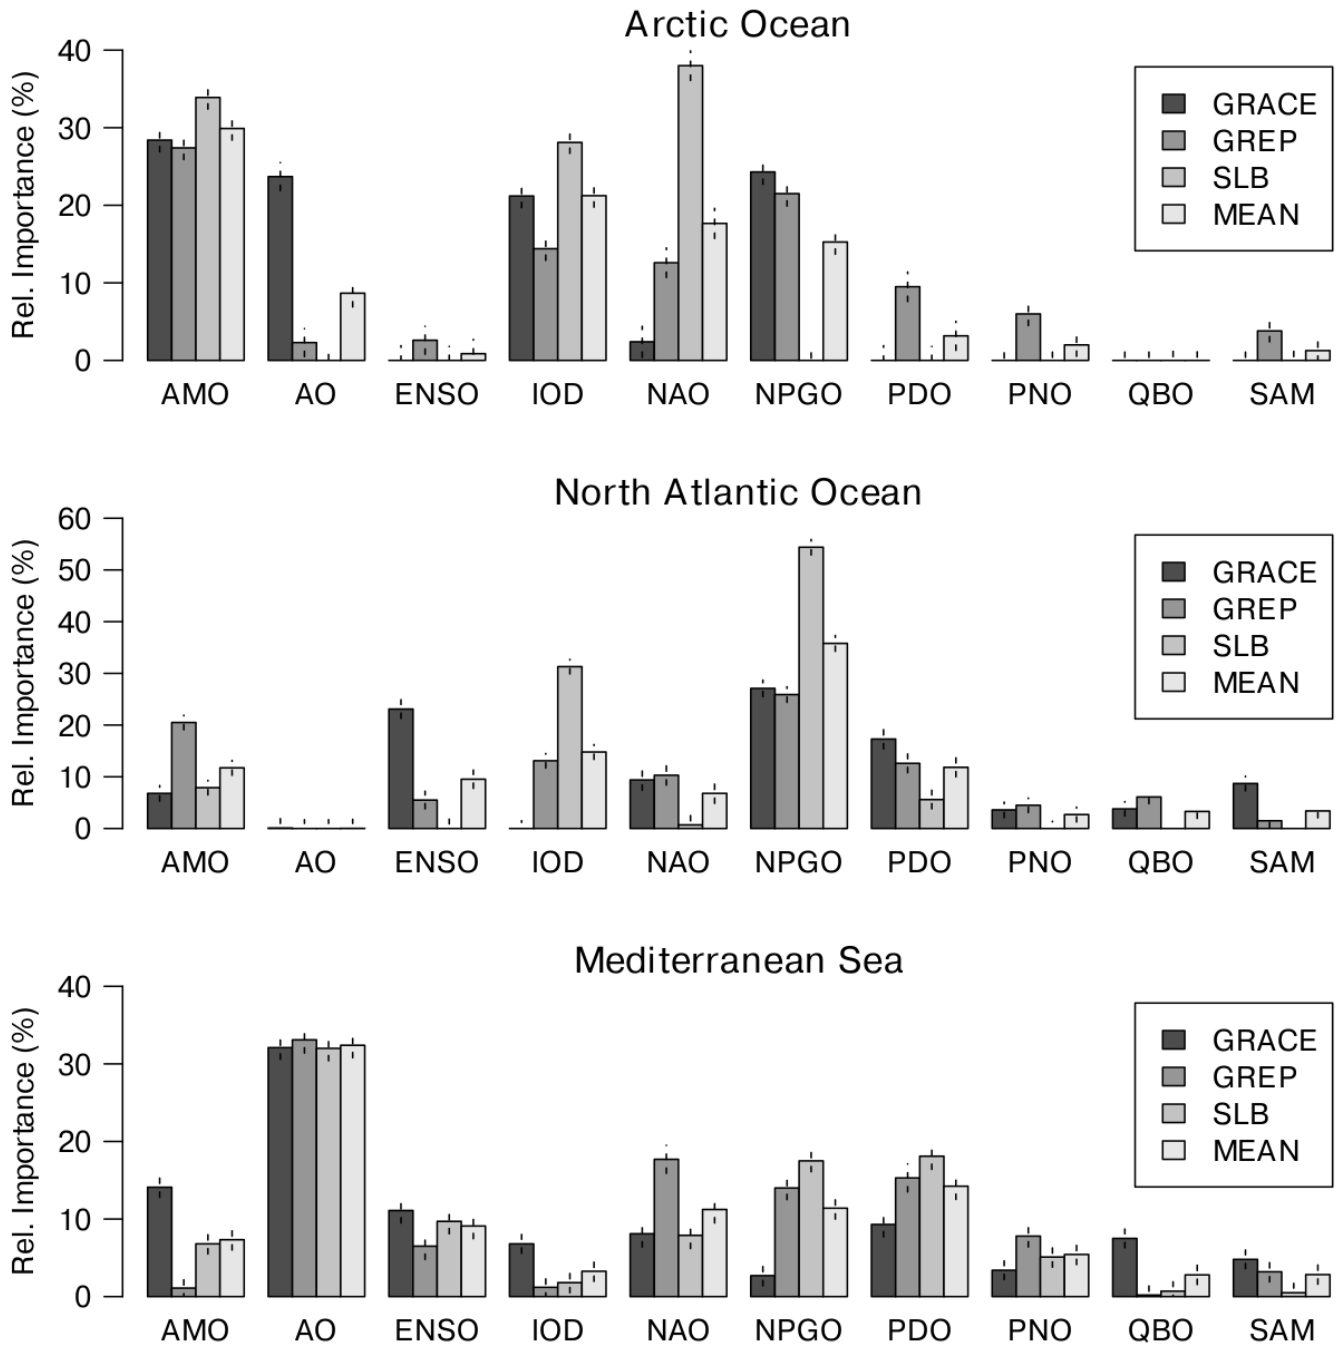 Arctic Ocean
Rel. Importance (%)
40
30
20
10
0
GRACE
GREP
SLB
MEAN
AMO AO ENSO IOD NAO NPGO PDO PNO QBO SAM
North Atlantic Ocean
Rel. Importance (%)
60
50
40
30
20
10
0
GRACE
GREP
SLB
MEAN
AMO AO ENSO IOD NAO NPGO PDO PNO QBO SAM
Mediterranean Sea
Rel. Importance (%)
40
30
20
10
0
GRACE
GREP
SLB
MEAN
AMO AO ENSO IOD NAO NPGO PDO PNO QBO SAM